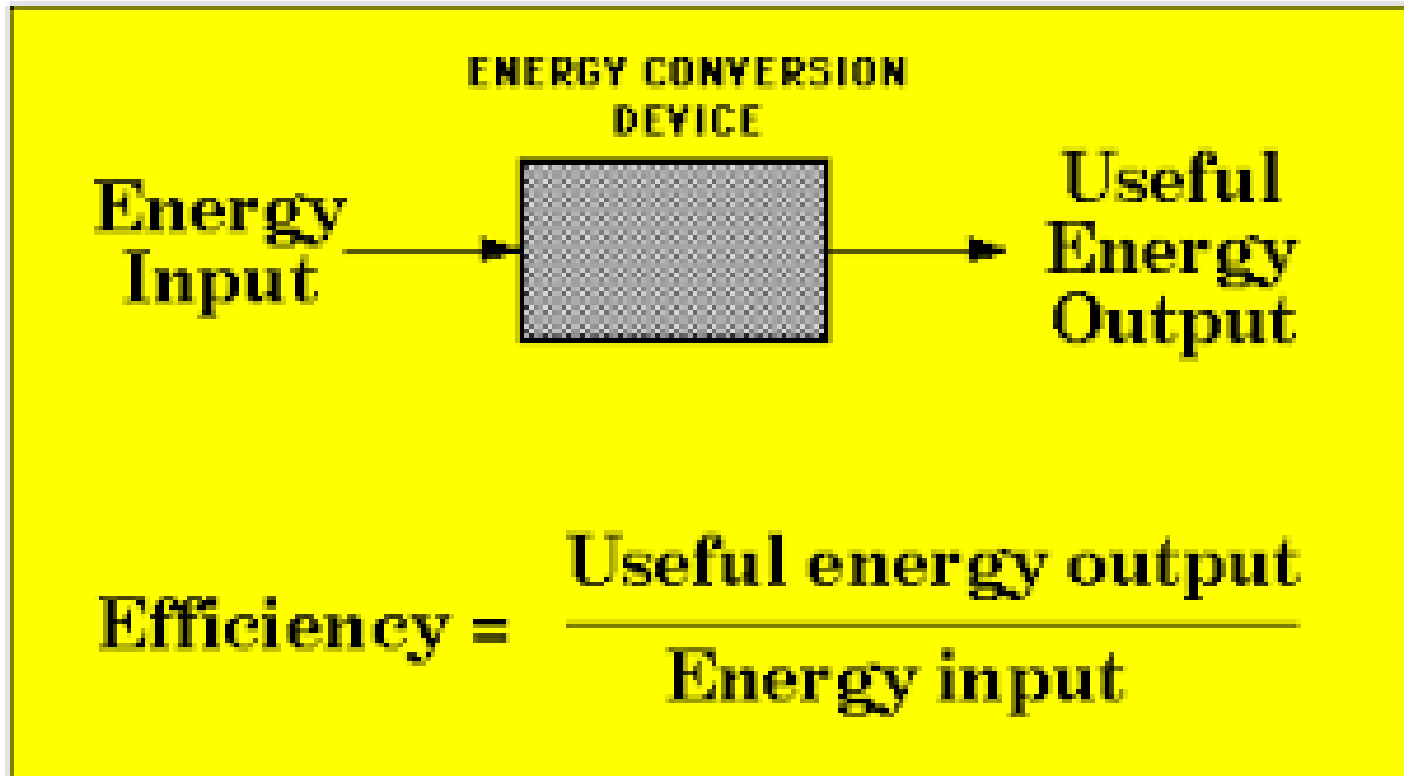 ENERGY CONVERSION
DEVICE
Energy
Input
Useful
Energy
Output
Useful energy output
Efficiency =
Energy input